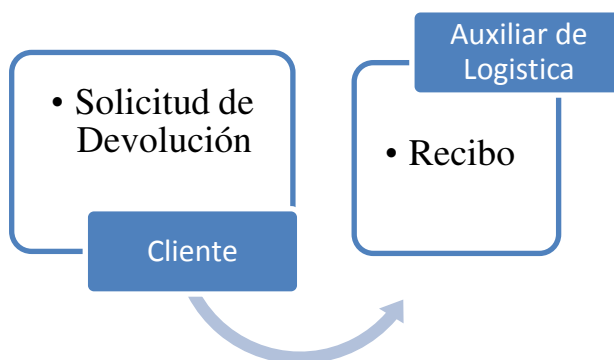 • Solicitud de
Devolución
Cliente
Auxiliar de
Logistica
• Recibo